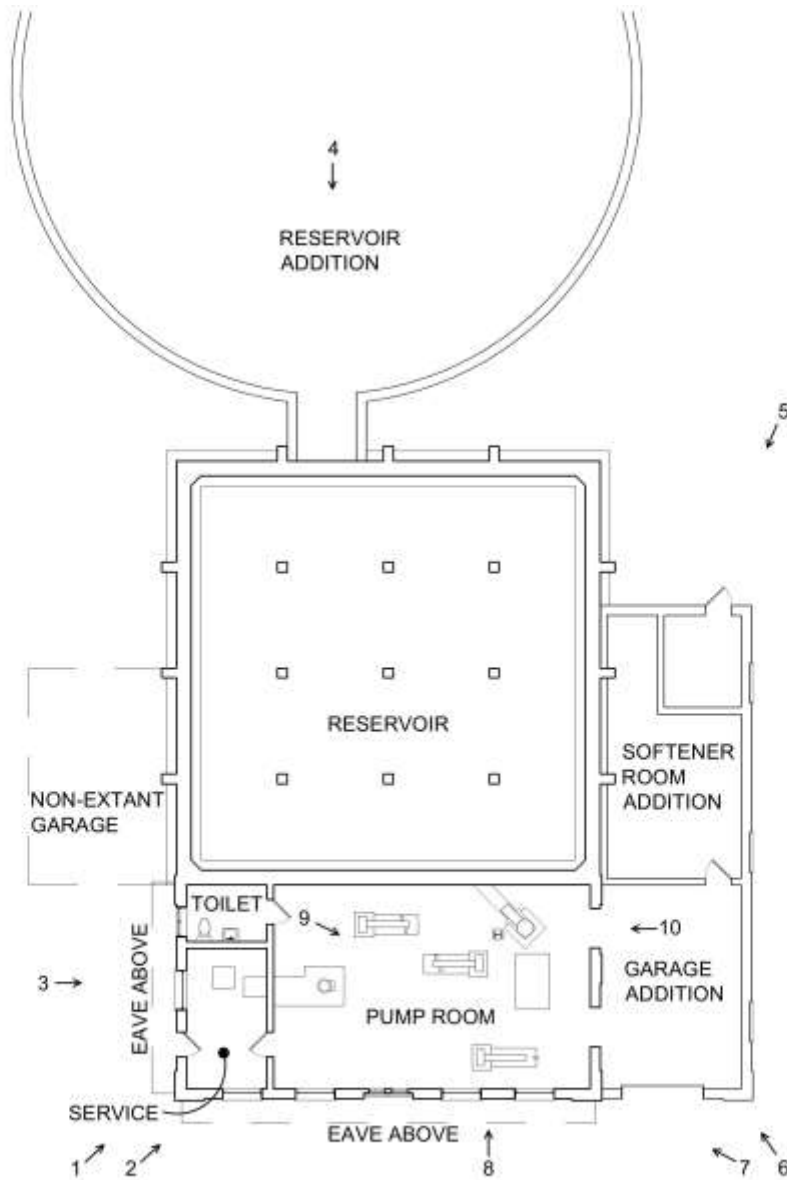 4
RESERVOIR
ADDITION
5
RESERVOIR
SOFTENER
ROOM
ADDITION
NON-EXTANT
GARAGE
TOILET
9
10
EAVE ABOVE
3
GARAGE
ADDITION
PUMP ROOM
SERVICE
EAVE ABOVE
1
2
8
7
6